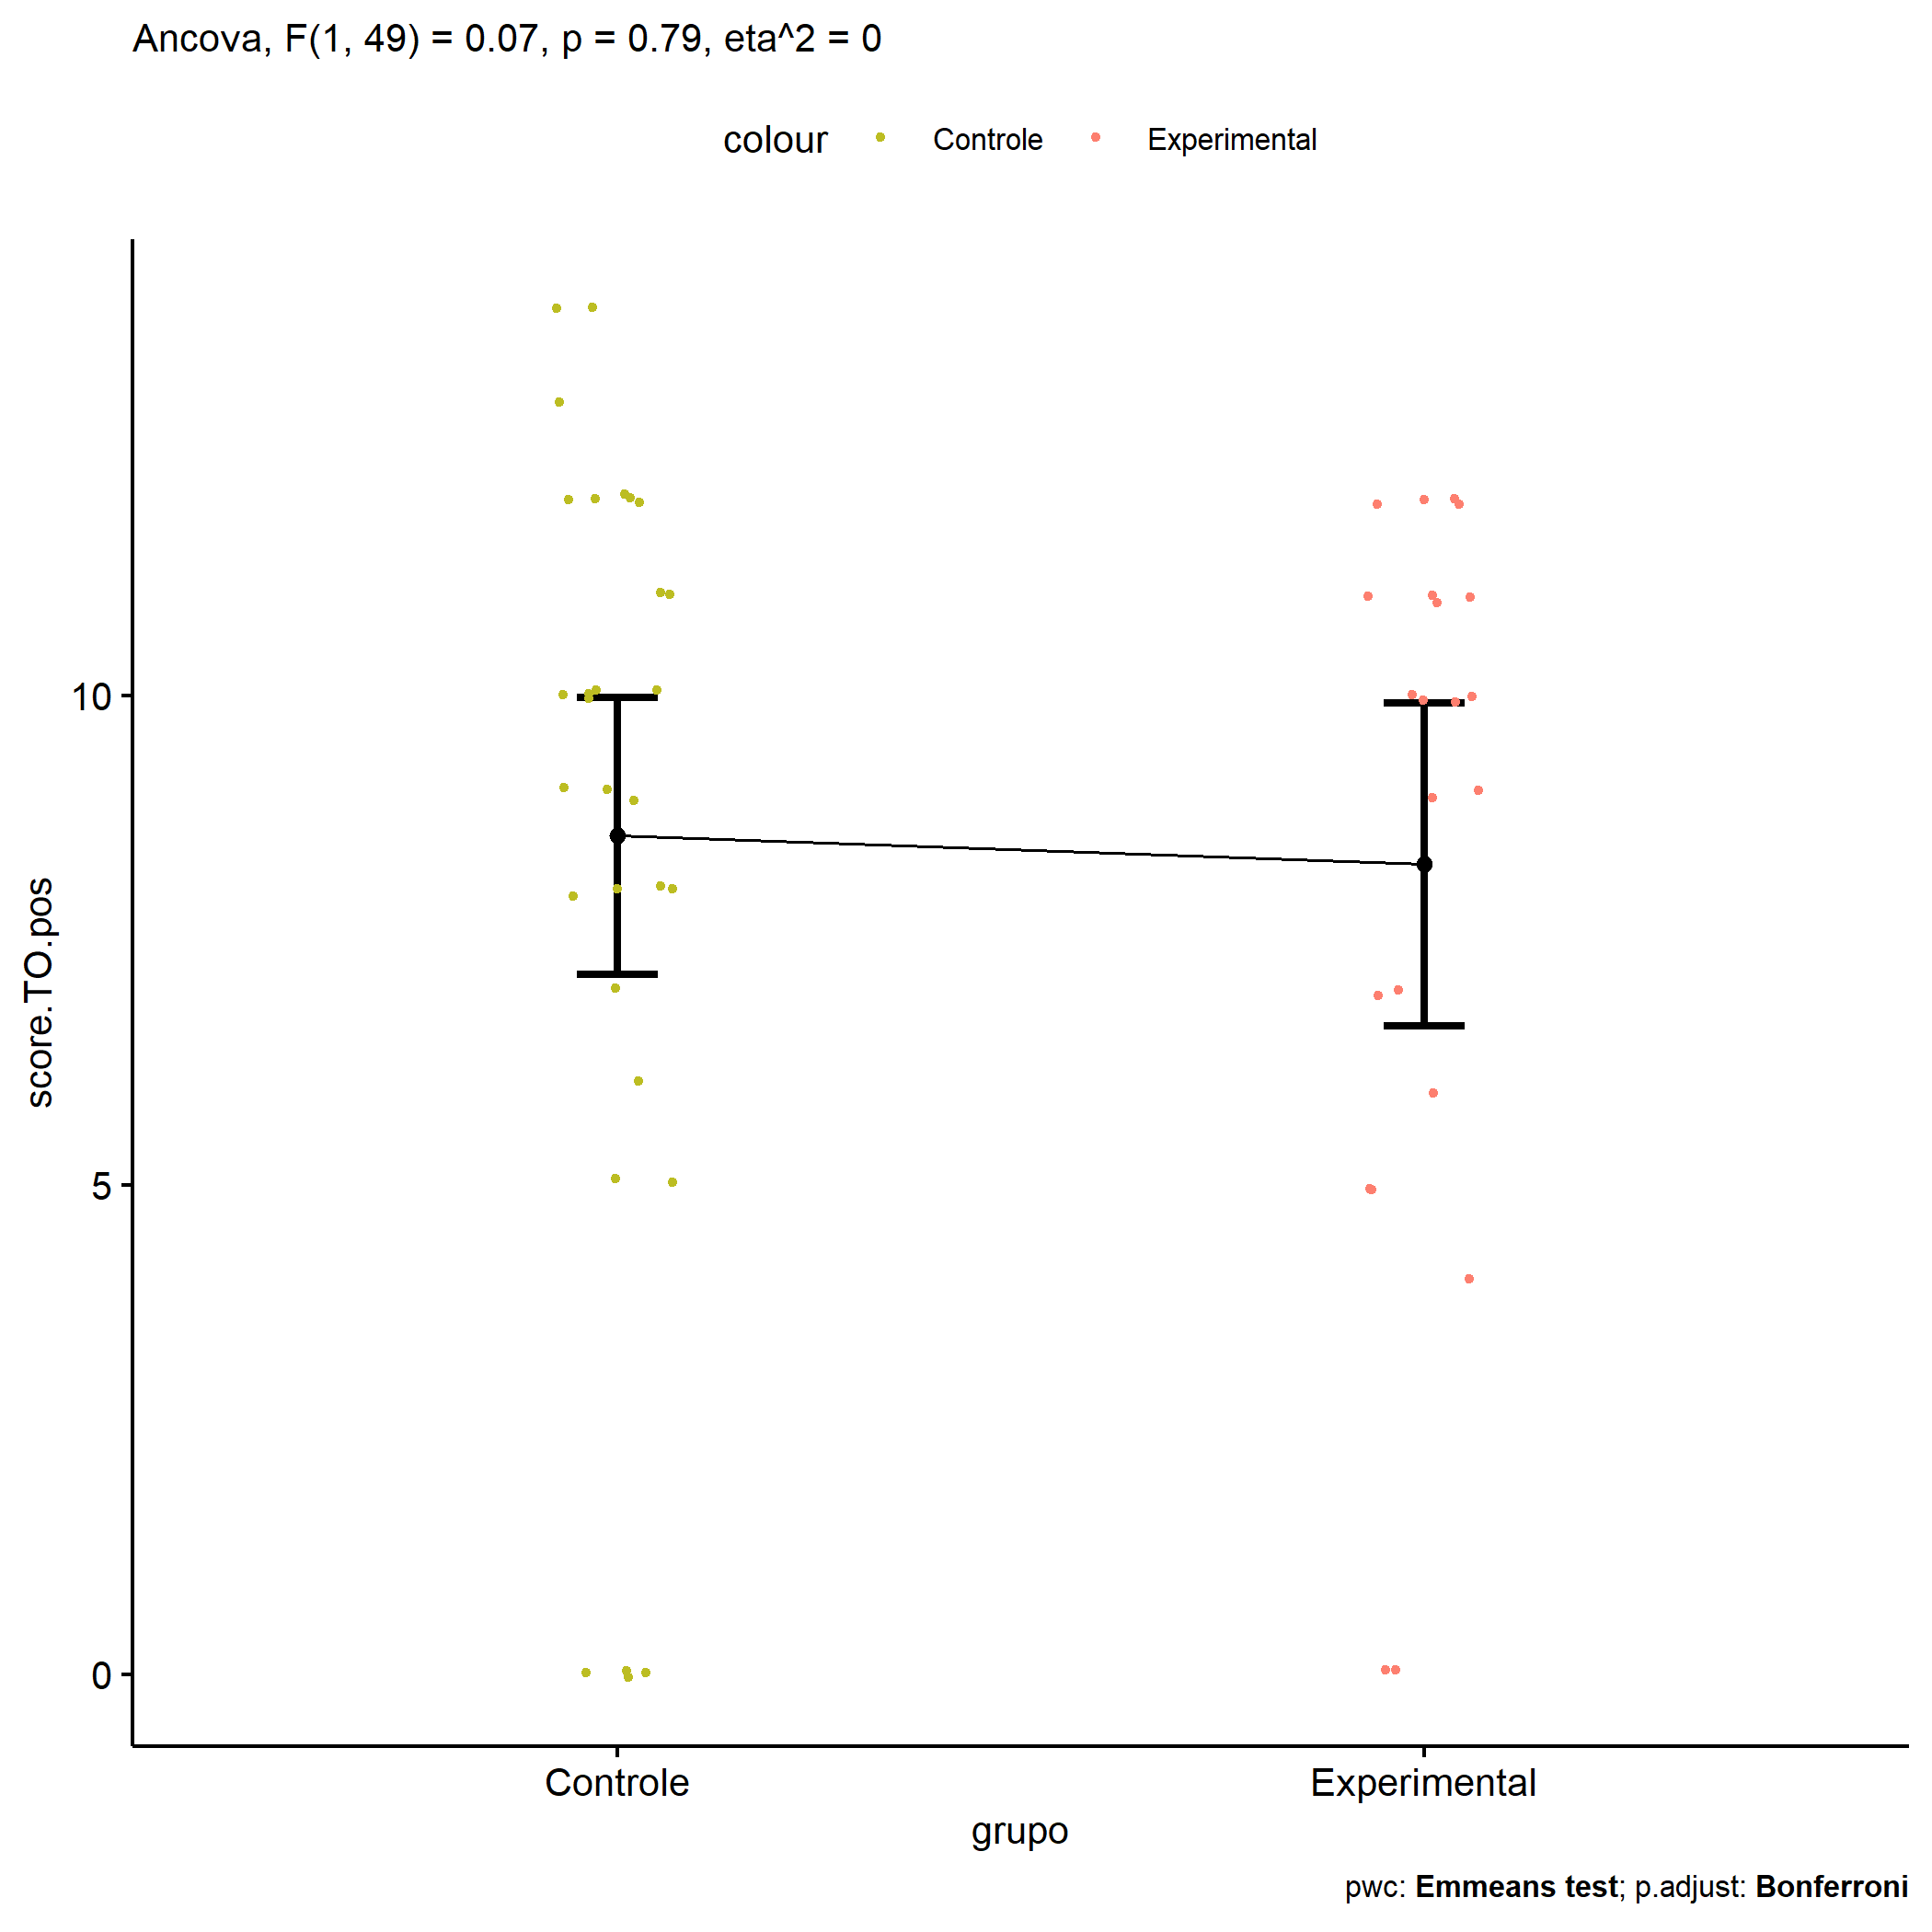 Ancova, F(1, 49) = 0.07, p = 0.79, eta^2 = 0
colour Controle Experimental
10
5
0
score.TO.pos
Controle Experimental
grupo
pwc: Emmeans test; p.adjust: Bonferroni